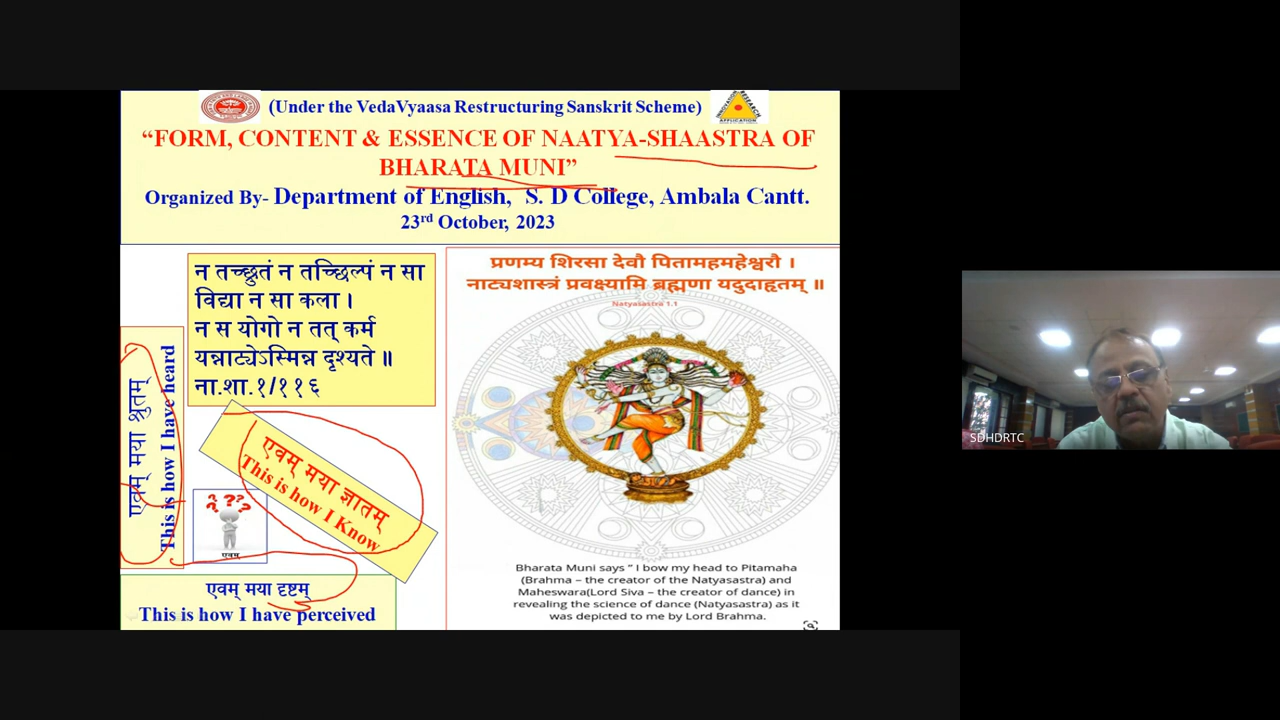 (Under the VedaVyaasa Restructuring Sanskrit Scheme)
“FORM, CONTENT & ESSENCE OF NAATYA-SHAASTRA OF
BHARATA MUNI”
Organized By- Department of English, S. D College, Ambala Cantt.
23rd October, 2023
न तच्छ्रुतं न तच्छिल्पं न सा
विद्या न सा कला ।
न स योगो न तत् कर्म
यन्नाट्येऽस्मिन्न दृश्यते ॥
ना.शा.१/११६
एवम् मया श्रुतम्
This is how I have heard
एवम् मया ज्ञातम्
This is how I Know
? ?? ? ?
एवम्
एवम् मया दृष्टम्
This is how I have perceived
प्रणम्य शिरसा देवौ पितामहमहेश्वरौ ।
नाट्यशास्त्रं प्रवक्ष्यामि ब्रह्मणा यदुदाहृतम् ॥
Natyasastra 1.1
Bharata Muni says “ I bow my head to Pitamaha
(Brahma – the creator of the Natyasastra) and
Maheswara(Lord Siva – the creator of dance) in
revealing the science of dance (Natyasastra) as it
was depicted to me by Lord Brahma.
SDHDRTC